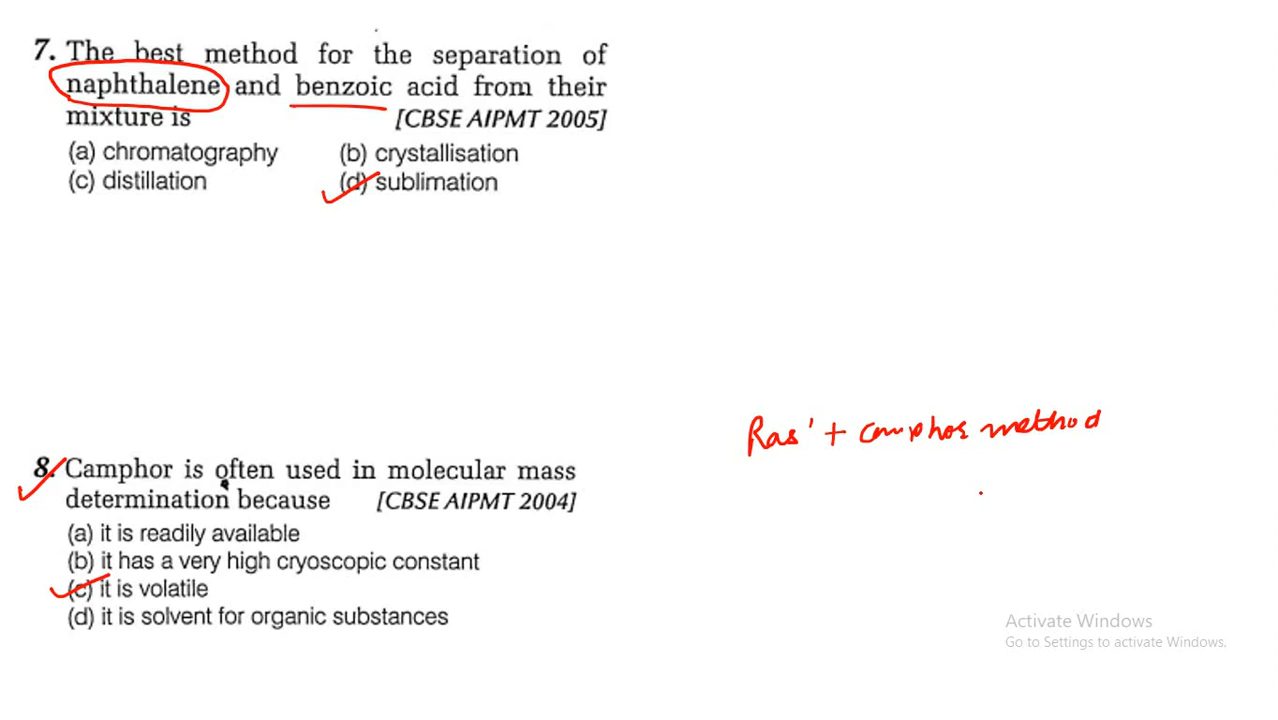 7. The best method for the separation of
naphthalene and benzoic acid from their
mixture is [CBSE AIPMT 2005]
(a) chromatography (b) crystallisation
(c) distillation (d) sublimation
Ras' + camphor method
8. Camphor is often used in molecular mass
determination because [CBSE AIPMT 2004]
(a) it is readily available
(b) it has a very high cryoscopic constant
(c) it is volatile
(d) it is solvent for organic substances
Activate Windows
Go to Settings to activate Windows.